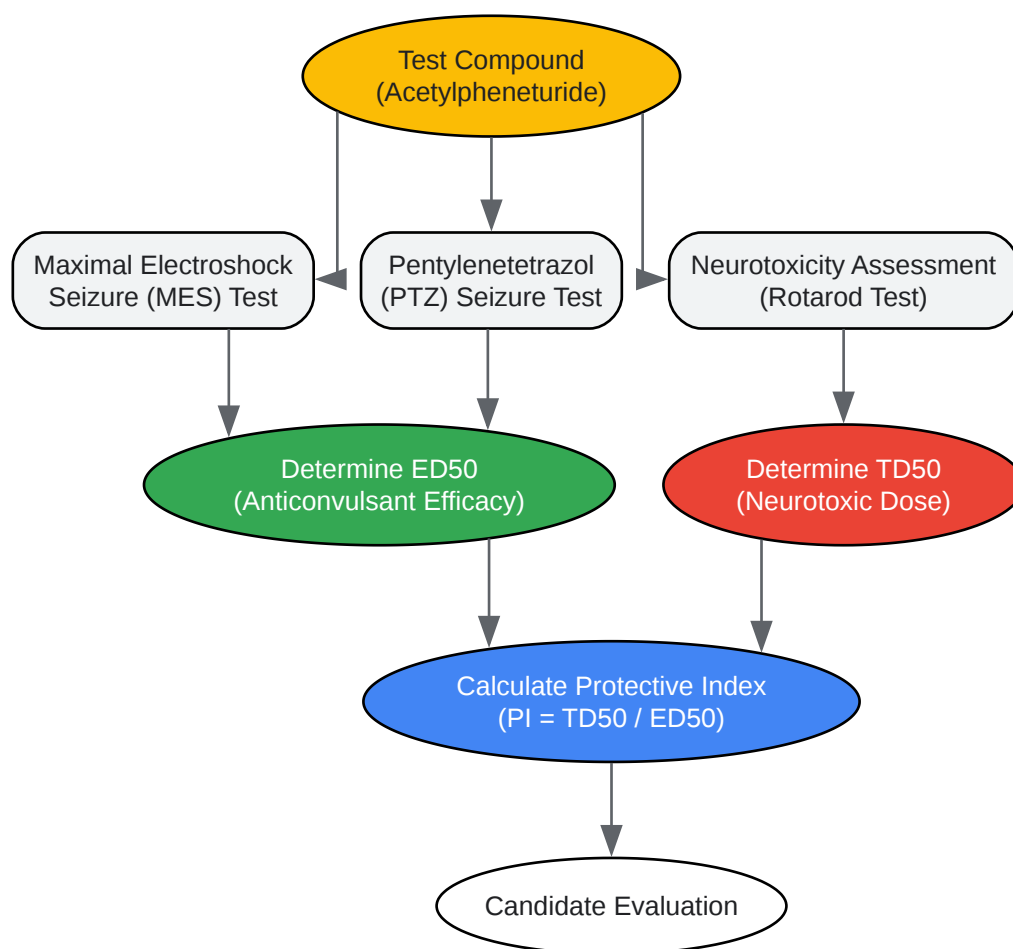 Test Compound
(Acetylpheneturide)
Maximal Electroshock
Seizure (MES) Test
Pentylenetetrazol
(PTZ) Seizure Test
Neurotoxicity Assessment
(Rotarod Test)
Determine ED50
(Anticonvulsant Efficacy)
Determine TD50
(Neurotoxic Dose)
Calculate Protective Index
(PI = TD50 / ED50)
Candidate Evaluation